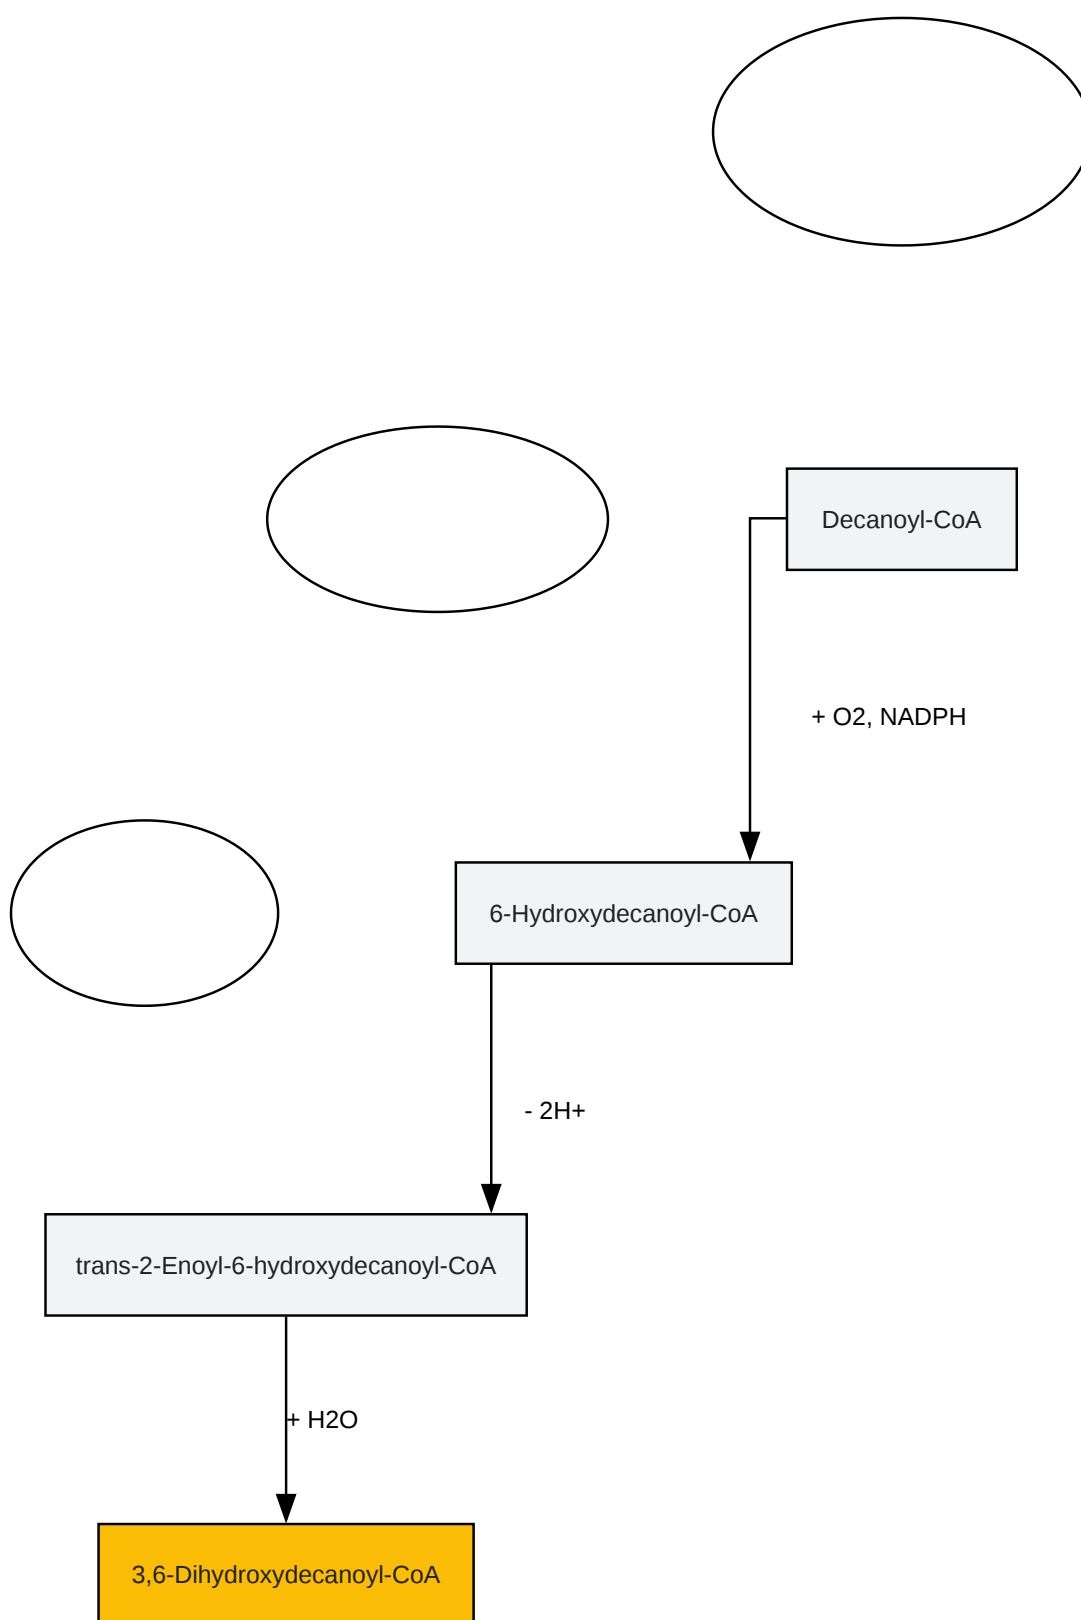 Decanoyl-CoA
+ O2, NADPH
6-Hydroxydecanoyl-CoA
- 2H+
trans-2-Enoyl-6-hydroxydecanoyl-CoA
+ H2O
3,6-Dihydroxydecanoyl-CoA